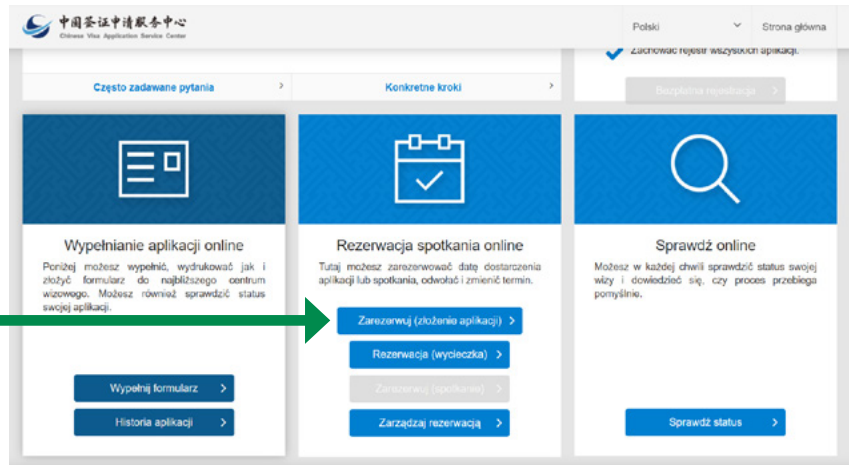 中国签证申请服务中心
Chinese Visa Application Service Center
Polski
Strona główna
Zachować rejestr wszystkich aplikacji.
Często zadawane pytania
Konkretne kroki
Bezpłatna rejestracja
Wypełnianie aplikacji online
Poniżej możesz wypełnić, wydrukować jak i
złożyć formularz do najbliższego centrum
wizowego. Możesz również sprawdzić status
swojej aplikacji.
Wypełnij formularz
Historia aplikacji
Rezerwacja spotkania online
Tutaj możesz zarezerwować datę dostarczenia
aplikacji lub spotkania, odwołać i zmienić termin.
Zarezerwuj (złożenie aplikacji)
Rezerwacja (wycieczka)
Zarezerwuj (spotkanie)
Zarządzaj rezerwacją
Sprawdź online
Możesz w każdej chwili sprawdzić status swojej
wizy i dowiedzieć się, czy proces przebiega
pomyślnie.
Sprawdź status